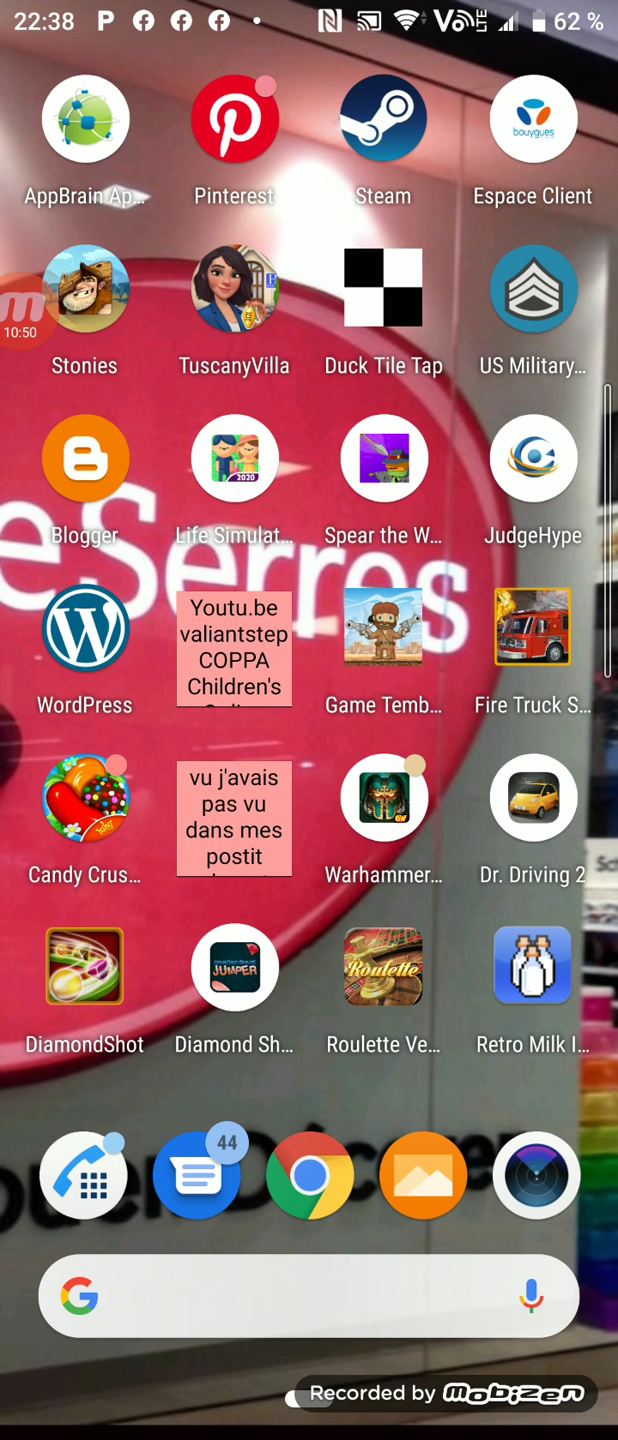 22:38
62 %
AppBrain Ap...
Pinterest
Steam
bouygues
Espace Client
10:50
Stonies
TuscanyVilla
Duck Tile Tap
US Military...
2020
Blogger
Life Simulat...
Spear the W...
JudgeHype
eSerres
WordPress
Youtu.be
valiantstep
COPPA
Children's
Game Temb...
Fire Truck S...
Candy Crus...
vu j'avais
pas vu
dans mes
postit
Warhammer...
Dr. Driving 2
JUMPER
Roulette
DiamondShot
Diamond Sh...
Roulette Ve...
Retro Milk I...
44
Recorded by mobizen